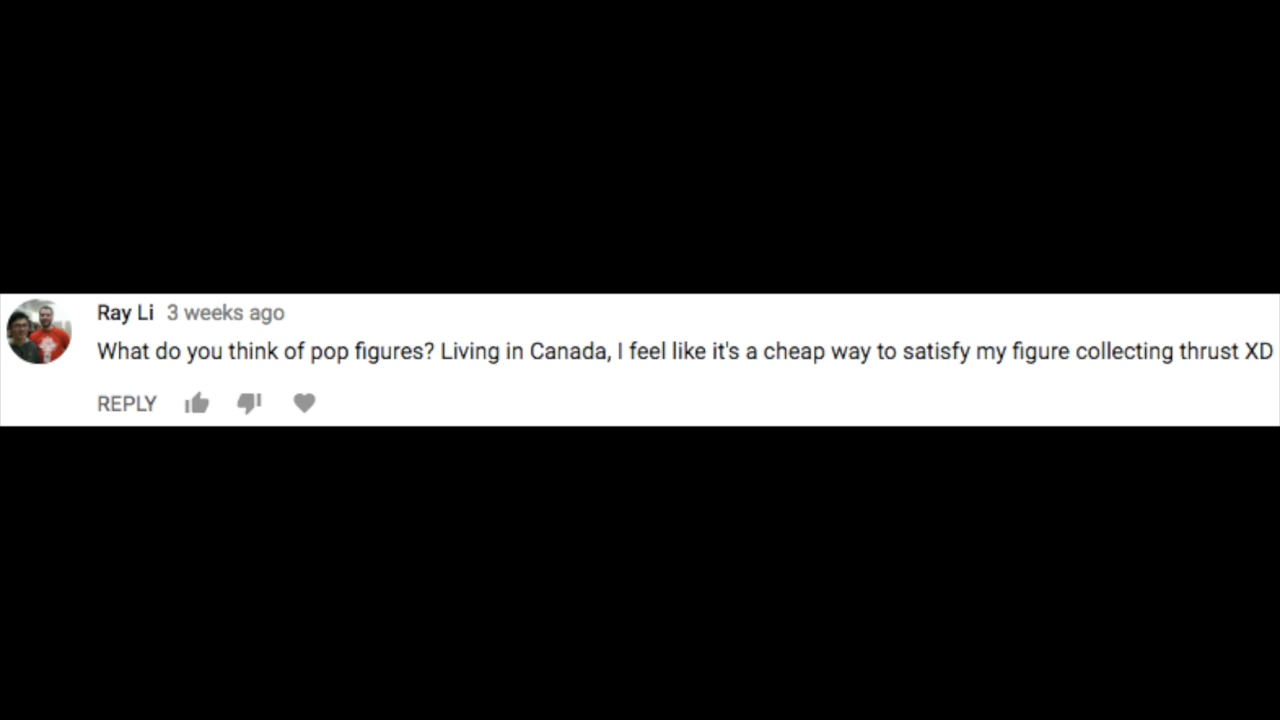 Ray Li 3 weeks ago
What do you think of pop figures? Living in Canada, I feel like it's a cheap way to satisfy my figure collecting thrust XD
REPLY